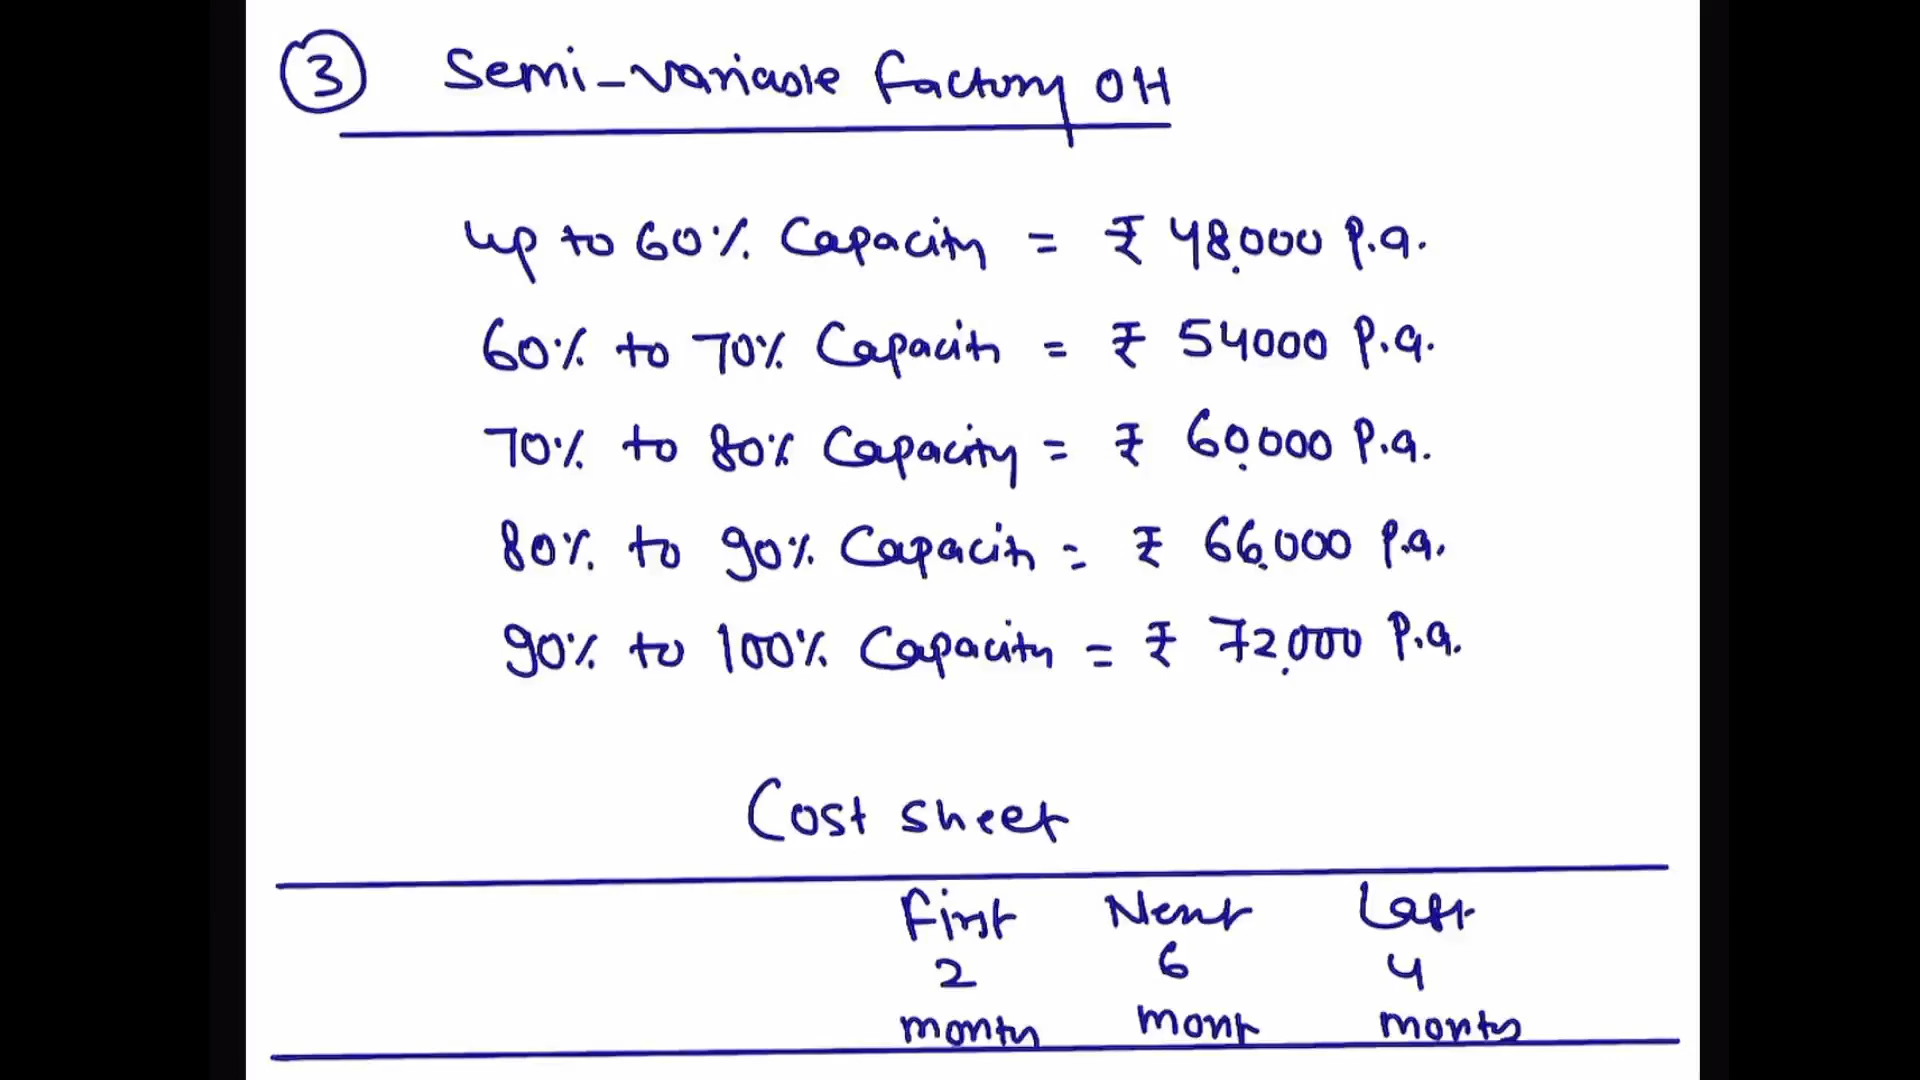 3 Semi-variable factory OH
up to 60% Capacity = ₹ 48,000 p.a.
60% to 70% Capacity = ₹ 54000 p.a.
70% to 80% Capacity = ₹ 60,000 p.a.
80% to 90% Capacity = ₹ 66,000 p.a.
90% to 100% Capacity = ₹ 72,000 p.a.
Cost sheet
First Next Last
2 6 4
months mont months